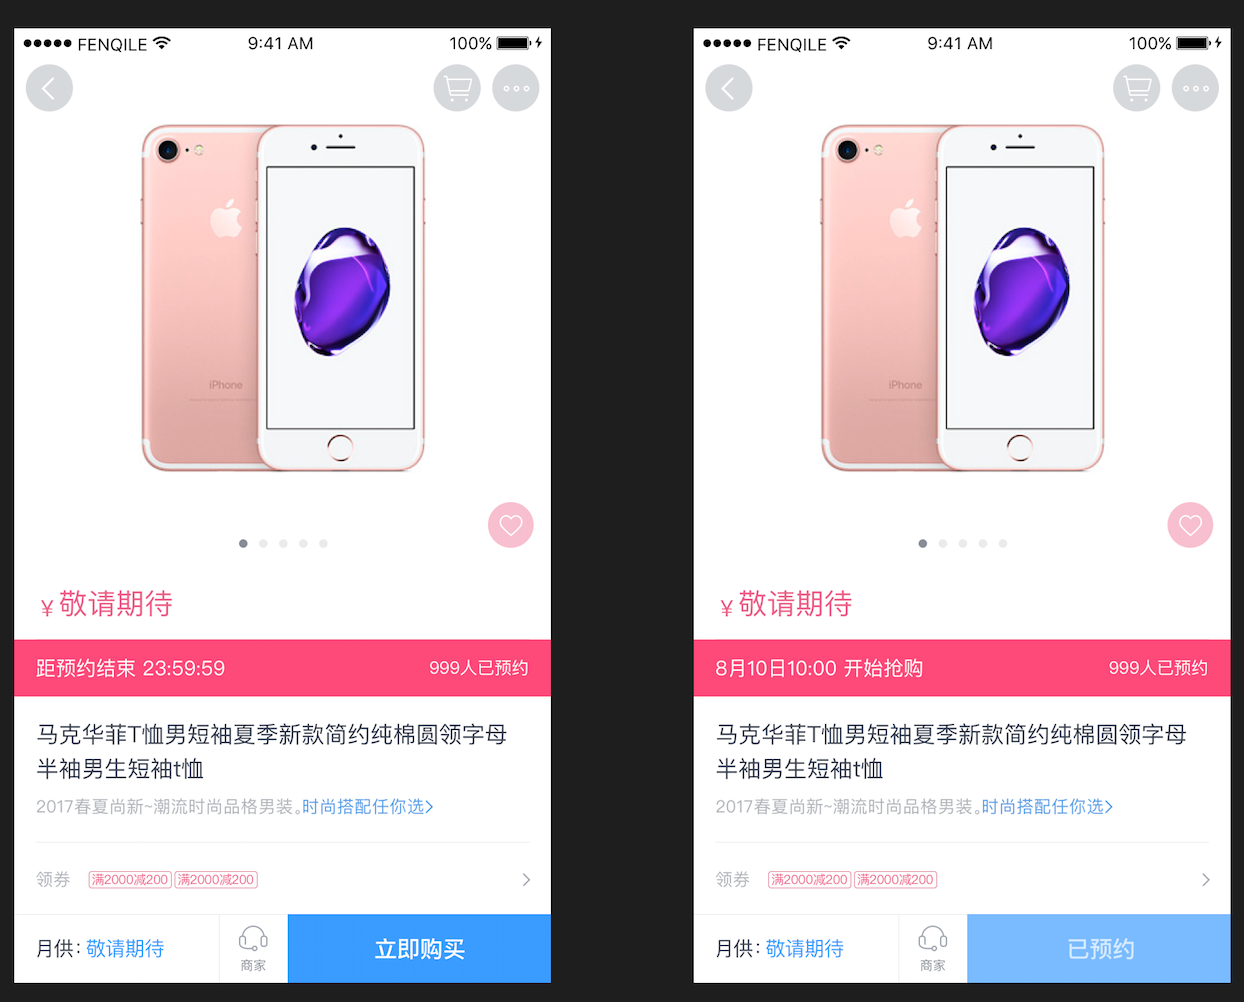 FENQILE 9:41 AM 100%
iPhone
¥敬请期待
距预约结束 23:59:59 999人已预约
马克华菲T恤男短袖夏季新款简约纯棉圆领字母
半袖男生短袖t恤
2017春夏尚新~潮流时尚品格男装。时尚搭配任你选>
领券 满2000减200 满2000减200
月供: 敬请期待 商家 立即购买
FENQILE 9:41 AM 100%
iPhone
¥敬请期待
8月10日10:00 开始抢购 999人已预约
马克华菲T恤男短袖夏季新款简约纯棉圆领字母
半袖男生短袖t恤
2017春夏尚新~潮流时尚品格男装。时尚搭配任你选>
领券 满2000减200 满2000减200
月供: 敬请期待 商家 已预约